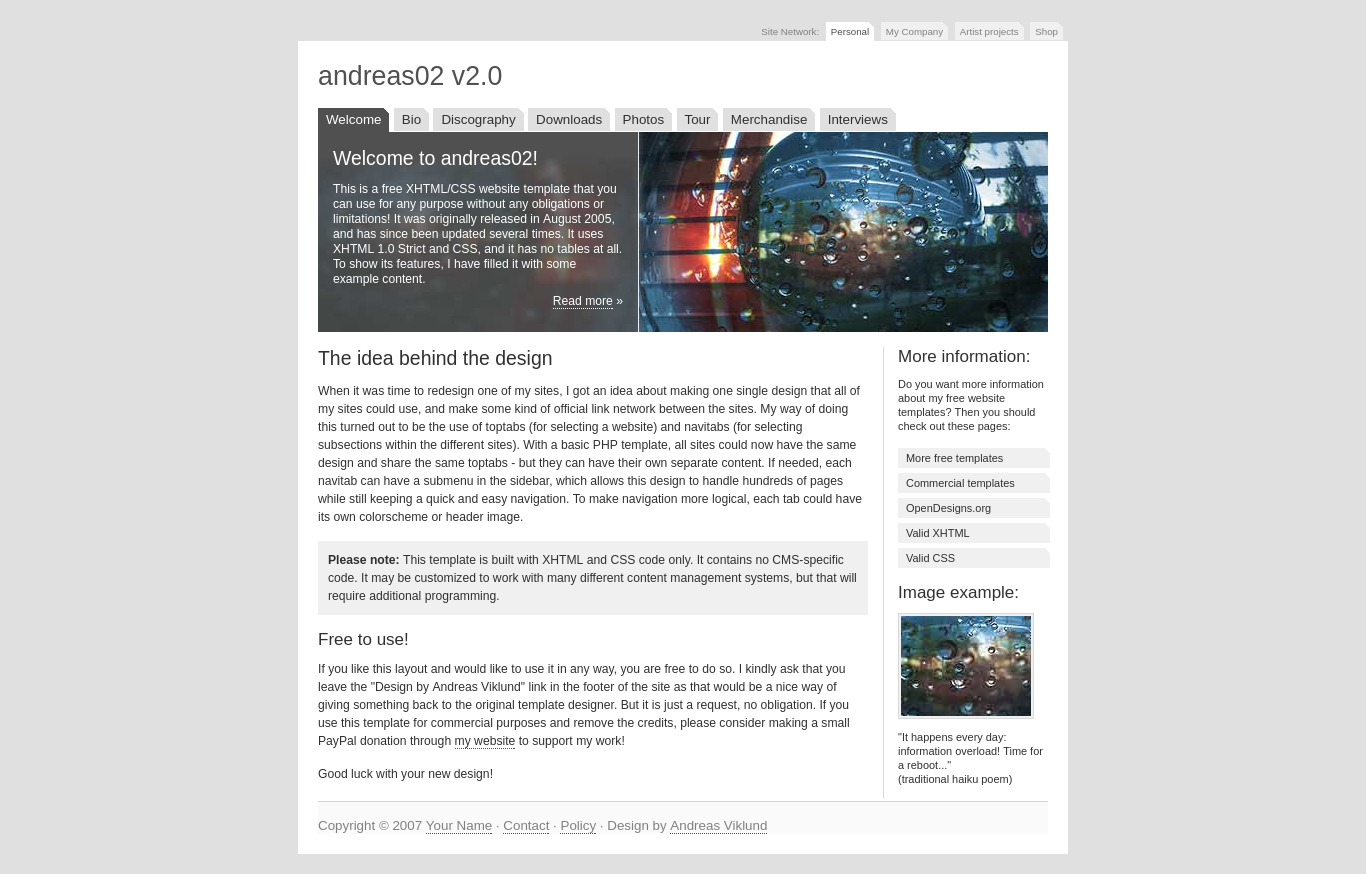 Site Network: Personal My Company Artist projects Shop
andreas02 v2.0
Welcome Bio Discography Downloads Photos Tour Merchandise Interviews
Welcome to andreas02!
This is a free XHTML/CSS website template that you
can use for any purpose without any obligations or
limitations! It was originally released in August 2005,
and has since been updated several times. It uses
XHTML 1.0 Strict and CSS, and it has no tables at all.
To show its features, I have filled it with some
example content.
Read more »
The idea behind the design
When it was time to redesign one of my sites, I got an idea about making one single design that all of
my sites could use, and make some kind of official link network between the sites. My way of doing
this turned out to be the use of toptabs (for selecting a website) and navitabs (for selecting
subsections within the different sites). With a basic PHP template, all sites could now have the same
design and share the same toptabs - but they can have their own separate content. If needed, each
navitab can have a submenu in the sidebar, which allows this design to handle hundreds of pages
while still keeping a quick and easy navigation. To make navigation more logical, each tab could have
its own colorscheme or header image.
Please note: This template is built with XHTML and CSS code only. It contains no CMS-specific
code. It may be customized to work with many different content management systems, but that will
require additional programming.
Free to use!
If you like this layout and would like to use it in any way, you are free to do so. I kindly ask that you
leave the "Design by Andreas Viklund" link in the footer of the site as that would be a nice way of
giving something back to the original template designer. But it is just a request, no obligation. If you
use this template for commercial purposes and remove the credits, please consider making a small
PayPal donation through my website to support my work!
Good luck with your new design!
More information:
Do you want more information
about my free website
templates? Then you should
check out these pages:
More free templates
Commercial templates
OpenDesigns.org
Valid XHTML
Valid CSS
Image example:
"It happens every day:
information overload! Time for
a reboot..."
(traditional haiku poem)
Copyright © 2007 Your Name · Contact · Policy · Design by Andreas Viklund